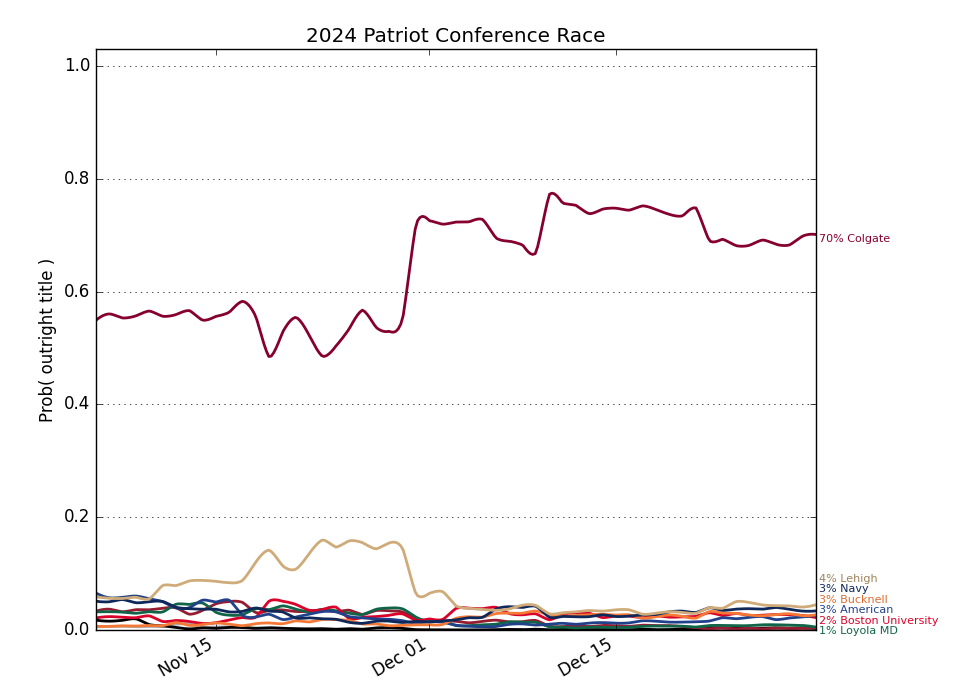 2024 Patriot Conference Race
Prob( outright title )
1.0
0.8
0.6
0.4
0.2
0.0
Nov 15
Dec 01
Dec 15
70% Colgate
4% Lehigh
3% Navy
3% Bucknell
3% American
2% Boston University
1% Loyola MD